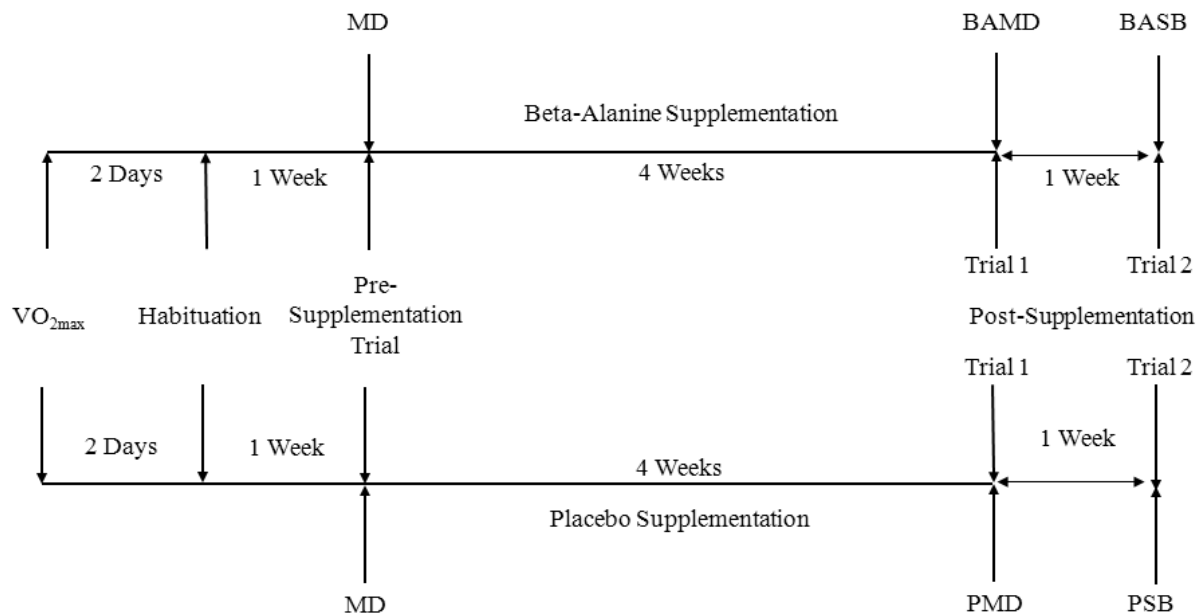 MD
BAMD
BASB
Beta-Alanine Supplementation
2 Days
1 Week
4 Weeks
1 Week
Trial 1
Trial 2
VO2max
Habituation
Pre-
Supplementation
Trial
Post-Supplementation
Trial 1
Trial 2
2 Days
1 Week
4 Weeks
1 Week
Placebo Supplementation
MD
PMD
PSB